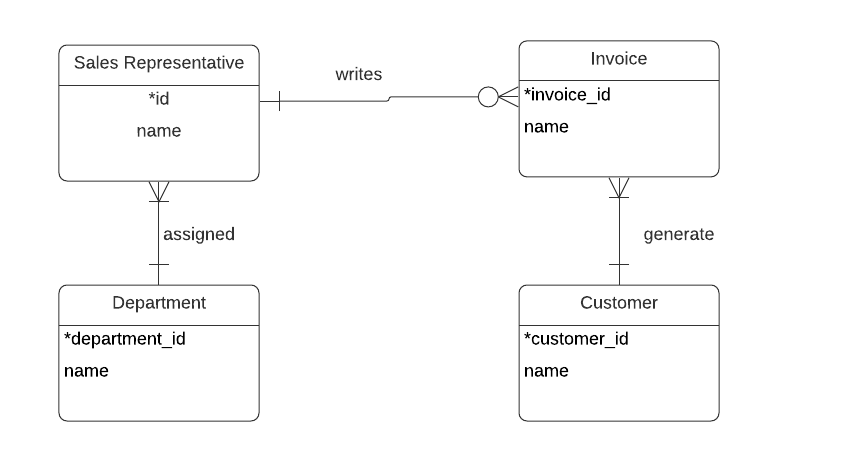 Sales Representative
*id
name
writes
Invoice
*invoice_id
name
assigned
generate
Department
*department_id
name
Customer
*customer_id
name